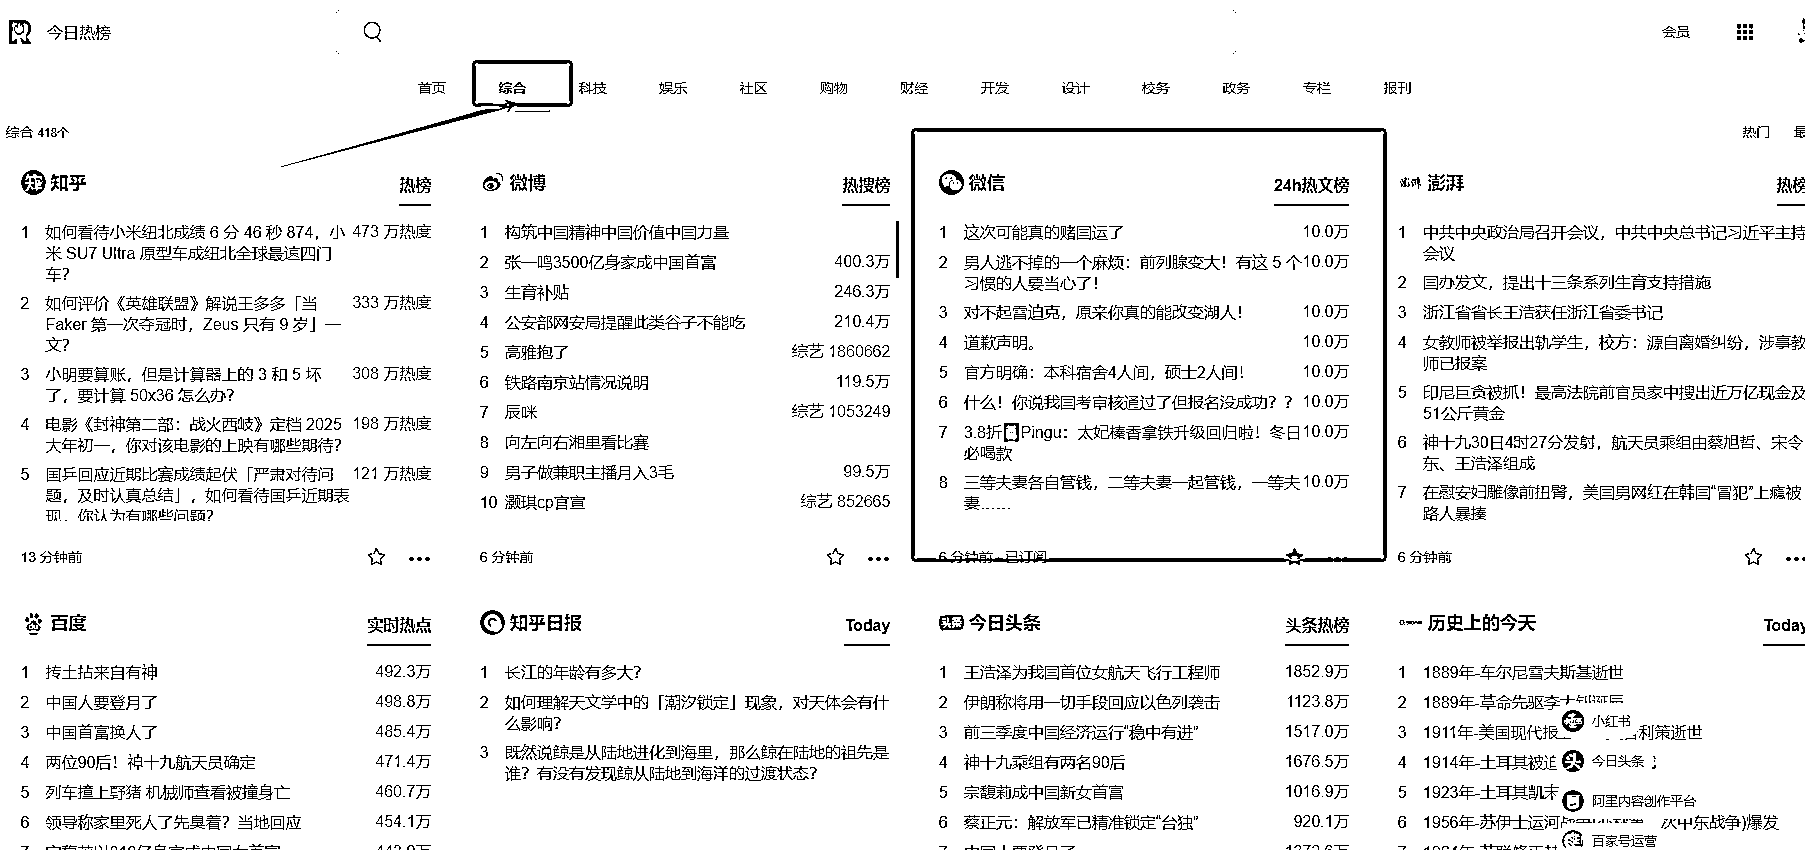 今日热榜
会员
首页 综合 科技 娱乐 社区 购物 财经 开发 设计 校务 政务 专栏 报刊
综合 418个
热门
知乎 热榜
1 如何看待小米纽北成绩 6 分 46 秒 874，小 473 万热度
米 SU7 Ultra 原型车成纽北全球最速四门
车？
2 如何评价《英雄联盟》解说王多多「当 333 万热度
Faker 第一次夺冠时，Zeus 只有 9 岁」一
文？
3 小明要算账，但是计算器上的 3 和 5 坏 308 万热度
了，要计算 50x36 怎么办？
4 电影《封神第二部：战火西岐》定档 2025 198 万热度
大年初一，你对该电影的上映有哪些期待？
5 国乒回应近期比赛成绩起伏「严肃对待问 121 万热度
题，及时认真总结」，如何看待国乒近期表
现，你认为有哪些问题？
13 分钟前
微博 热搜榜
1 构筑中国精神中国价值中国力量
2 张一鸣3500亿身家成中国首富 400.3万
3 生育补贴 246.3万
4 公安部网安局提醒此类谷子不能吃 210.4万
5 高雅抱了 综艺 1860662
6 铁路南京站情况说明 119.5万
7 辰咪 综艺 1053249
8 向左向右湘里看比赛
9 男子做兼职主播月入3毛 99.5万
10 灏琪cp官宣 综艺 852665
6 分钟前
微信 24h热文榜
1 这次可能真的赌国运了 10.0万
2 男人逃不掉的一个麻烦：前列腺变大！有这 5 个 10.0万
习惯的人要当心了！
3 对不起雷迪克，原来你真的能改变湖人！ 10.0万
4 道歉声明。 10.0万
5 官方明确：本科宿舍4人间，硕士2人间！ 10.0万
6 什么！你说我国考审核通过了但报名没成功？？ 10.0万
7 3.8折Pingu：太妃榛香拿铁升级回归啦！冬日 10.0万
必喝款
8 三等夫妻各自管钱，二等夫妻一起管钱，一等夫 10.0万
妻……
6 分钟前 - 已订阅
澎湃 热榜
1 中共中央政治局召开会议，中共中央总书记习近平主持
会议
2 国办发文，提出十三条系列生育支持措施
3 浙江省省长王浩获任浙江省委书记
4 女教师被举报出轨学生，校方：源自离婚纠纷，涉事教
师已报案
5 印尼巨贪被抓！最高法院前官员家中搜出近万亿现金及
51公斤黄金
6 神十九30日4时27分发射，航天员乘组由蔡旭哲、宋令
东、王浩泽组成
7 在慰安妇雕像前扭臀，美国男网红在韩国“冒犯”上瘾被
路人暴揍
6 分钟前
百度 实时热点
1 抟土拈来自有神 492.3万
2 中国人要登月了 498.8万
3 中国首富换人了 485.4万
4 两位90后！神十九航天员确定 471.4万
5 列车撞上野猪 机械师查看被撞身亡 460.7万
6 领导称家里死人了先臭着？当地回应 454.1万
知乎日报 Today
1 长江的年龄有多大？
2 如何理解天文学中的「潮汐锁定」现象，对天体会有什
么影响？
3 既然说鲸是从陆地进化到海里，那么鲸在陆地的祖先是
谁？有没有发现鲸从陆地到海洋的过渡状态？
今日头条 头条热榜
1 王浩泽为我国首位女航天飞行工程师 1852.9万
2 伊朗称将用一切手段回应以色列袭击 1123.8万
3 前三季度中国经济运行“稳中有进” 1517.0万
4 神十九乘组有两名90后 1676.5万
5 宗馥莉成中国新女首富 1016.9万
6 蔡正元：解放军已精准锁定“台独” 920.1万
历史上的今天 Today
1 1889年-车尔尼雪夫斯基逝世
2 1889年-革命先驱李
3 1911年-美国现代报 利策逝世
4 1914年-土耳其被迫
5 1923年-土耳其凯末
6 1956年-苏伊士运河 次中东战争)爆发
小红书
今日头条
阿里内容创作平台
百家号运营